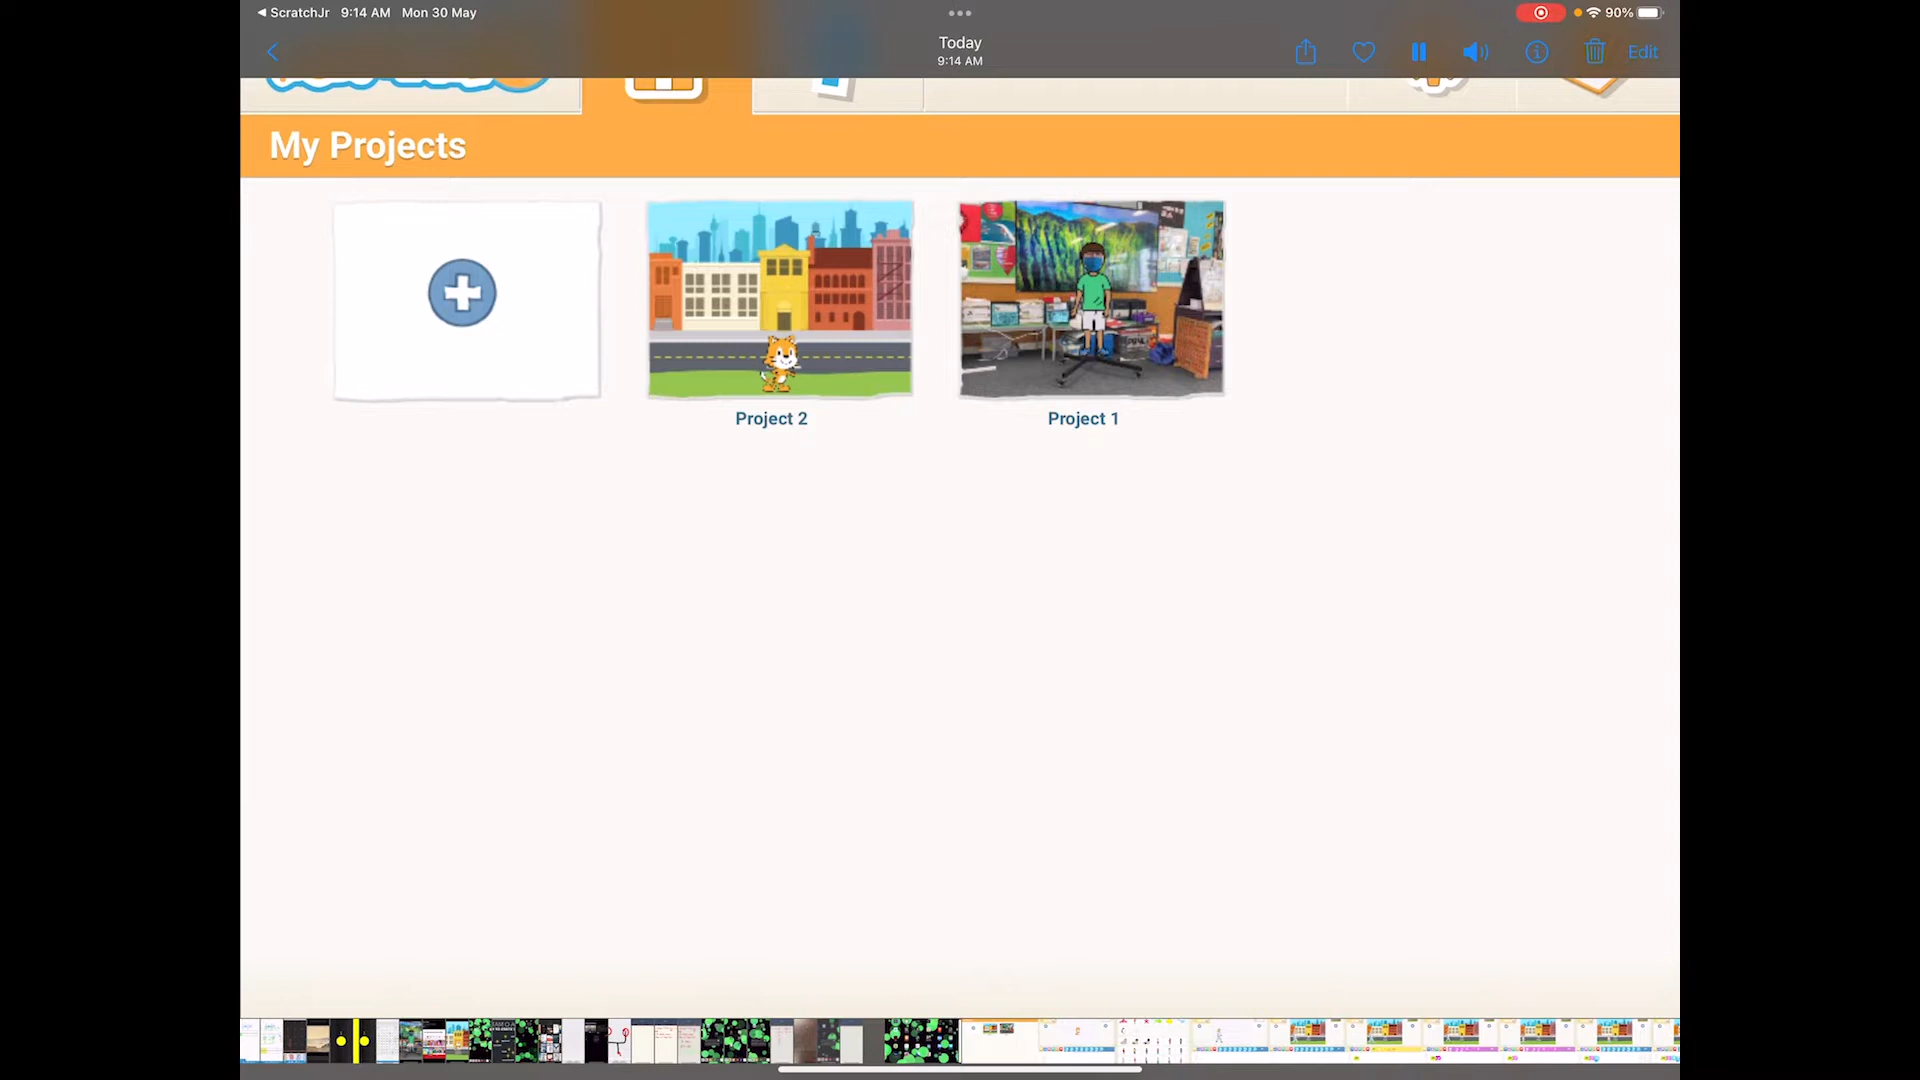 ◀ ScratchJr 9:14 AM Mon 30 May
90%
Today
9:14 AM
Edit
My Projects
Project 2
Project 1